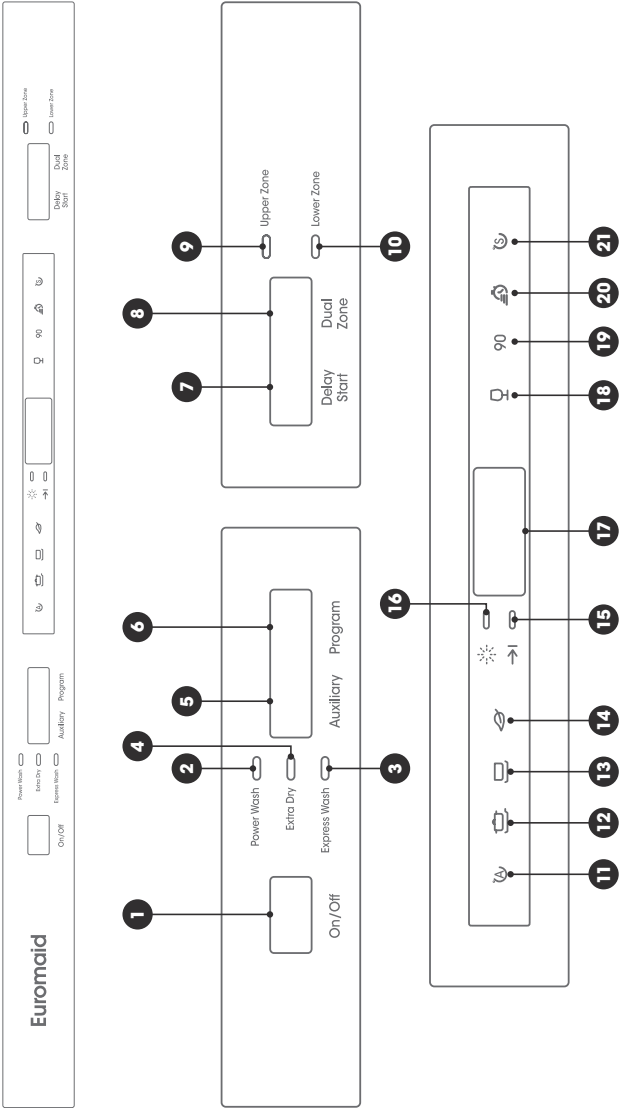 Euromaid
On/Off
Power Wash
Extra Dry
Express Wash
Auxiliary
Program
90
Delay
Start
Dual
Zone
Upper Zone
Lower Zone
1
2
3
4
5
6
On/Off
Power Wash
Extra Dry
Express Wash
Auxiliary
Program
7
8
9
10
Delay
Start
Dual
Zone
Upper Zone
Lower Zone
11
12
13
14
15
16
17
18
19
20
21
A
90
S